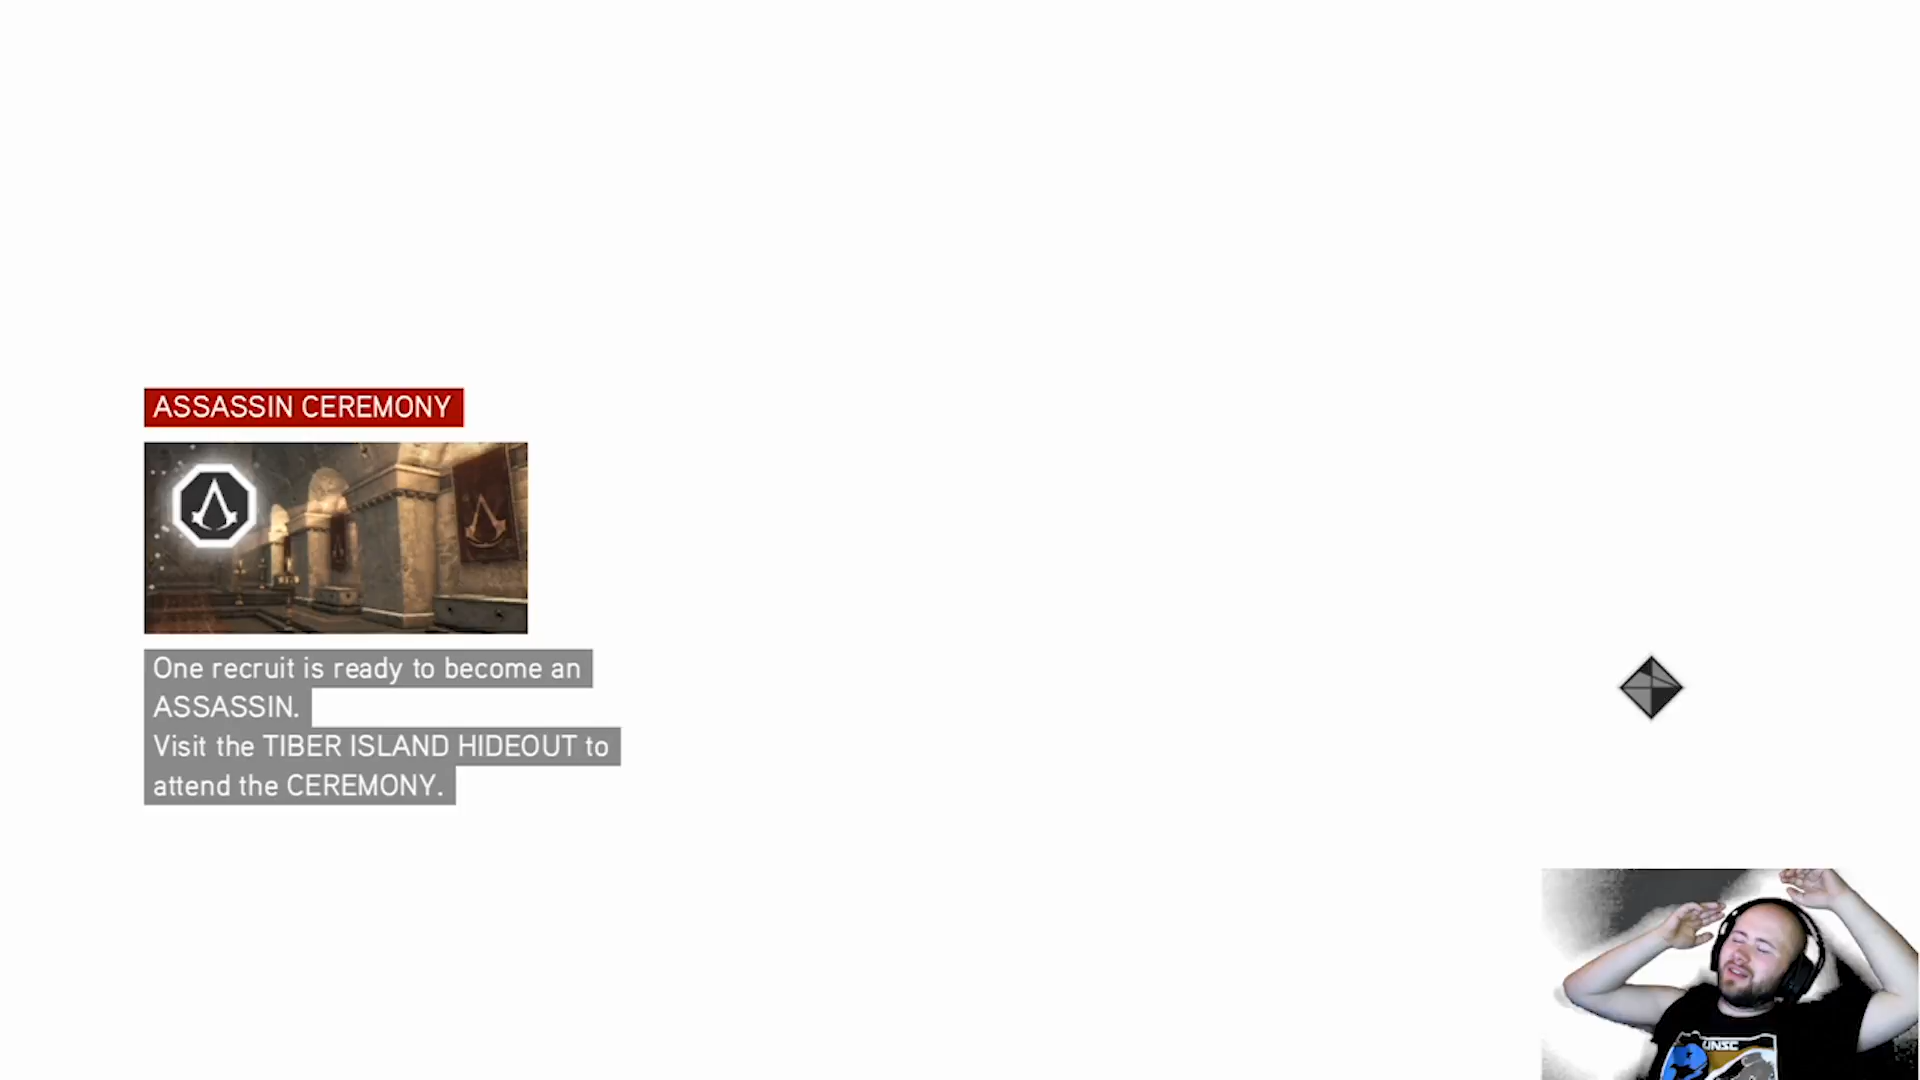 ASSASSIN CEREMONY
One recruit is ready to become an
ASSASSIN.
Visit the TIBER ISLAND HIDEOUT to
attend the CEREMONY.
UNSC